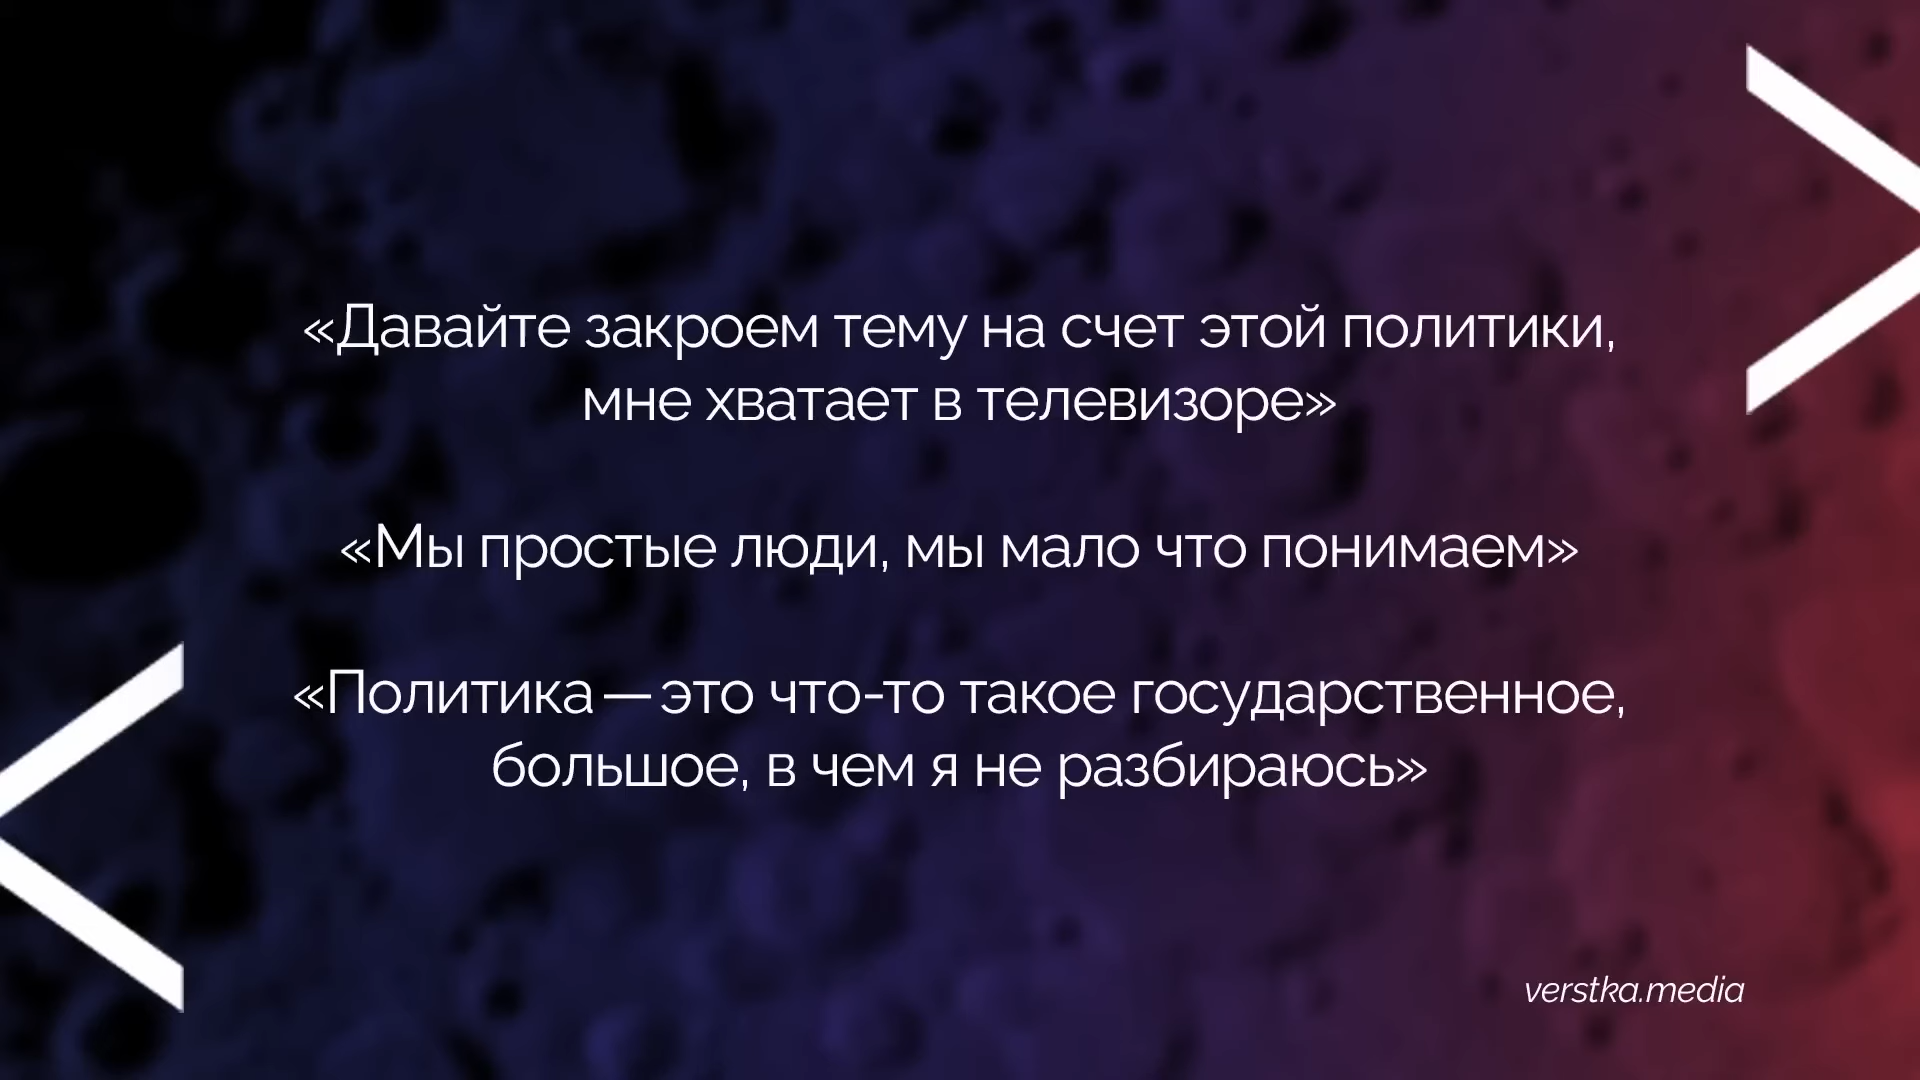 «Давайте закроем тему на счет этой политики,
мне хватает в телевизоре»
«Мы простые люди, мы мало что понимаем»
«Политика — это что-то такое государственное,
большое, в чем я не разбираюсь»
verstka.media